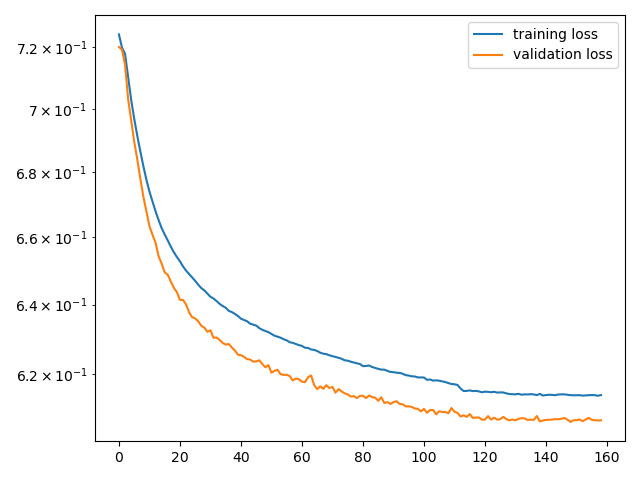 training loss
validation loss
7.2 × 10⁻¹
7 × 10⁻¹
6.8 × 10⁻¹
6.6 × 10⁻¹
6.4 × 10⁻¹
6.2 × 10⁻¹
0 20 40 60 80 100 120 140 160